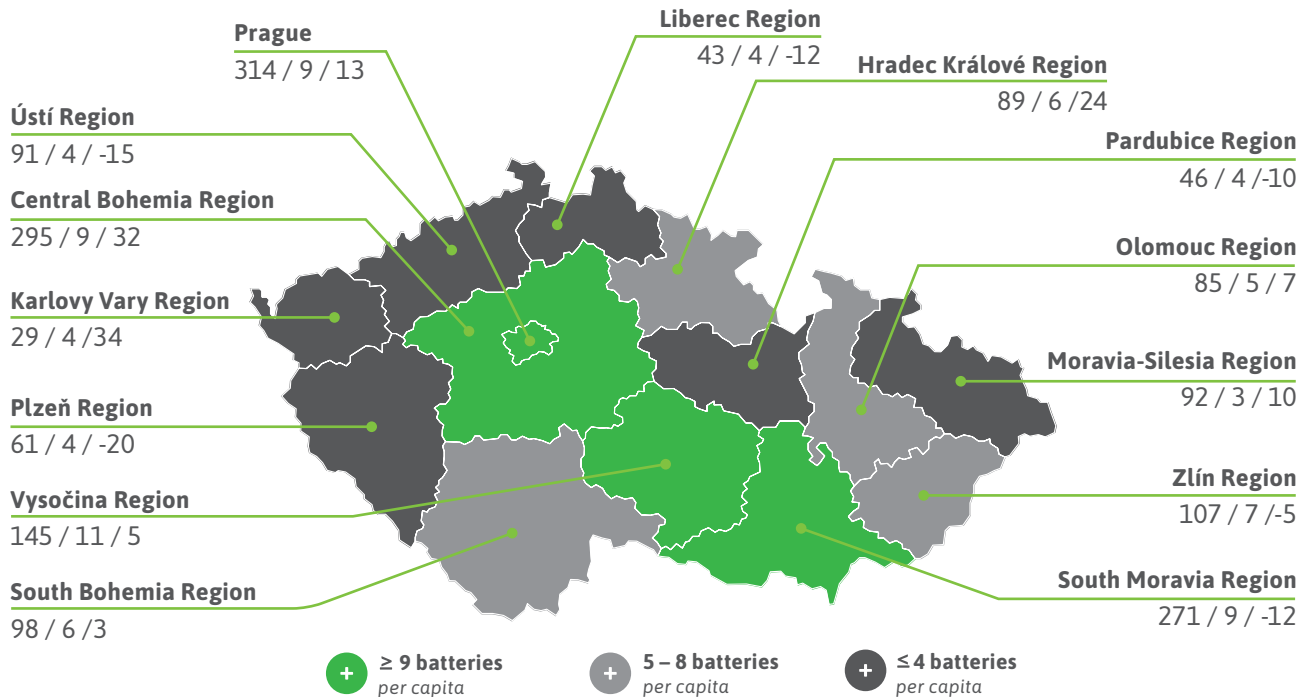 Prague
314 / 9 / 13
Liberec Region
43 / 4 / -12
Hradec Králové Region
89 / 6 /24
Ústí Region
91 / 4 / -15
Pardubice Region
46 / 4 /-10
Central Bohemia Region
295 / 9 / 32
Olomouc Region
85 / 5 / 7
Karlovy Vary Region
29 / 4 /34
Moravia-Silesia Region
92 / 3 / 10
Plzeň Region
61 / 4 / -20
Zlín Region
107 / 7 /-5
Vysočina Region
145 / 11 / 5
South Moravia Region
271 / 9 / -12
South Bohemia Region
98 / 6 /3
+ ≥ 9 batteries
per capita
+ 5 – 8 batteries
per capita
+ ≤ 4 batteries
per capita